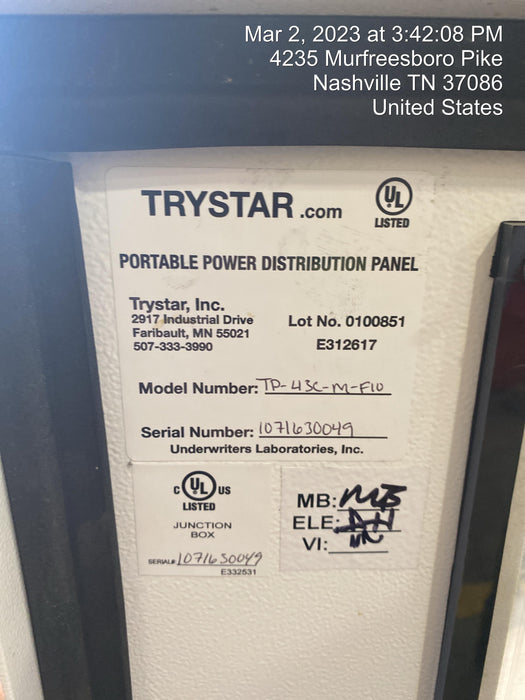 Mar 2, 2023 at 3:42:08 PM
4235 Murfreesboro Pike
Nashville TN 37086
United States
TRYSTAR.com
UL
LISTED
PORTABLE POWER DISTRIBUTION PANEL
Trystar, Inc.
2917 Industrial Drive
Faribault, MN 55021
507-333-3990
Lot No. 0100851
E312617
Model Number: TP-43C-M-F10
Serial Number: 1071630049
Underwriters Laboratories, Inc.
C UL US
LISTED
JUNCTION
BOX
SERIAL# 1071630049
E332531
MB: MB
ELE:
VI: